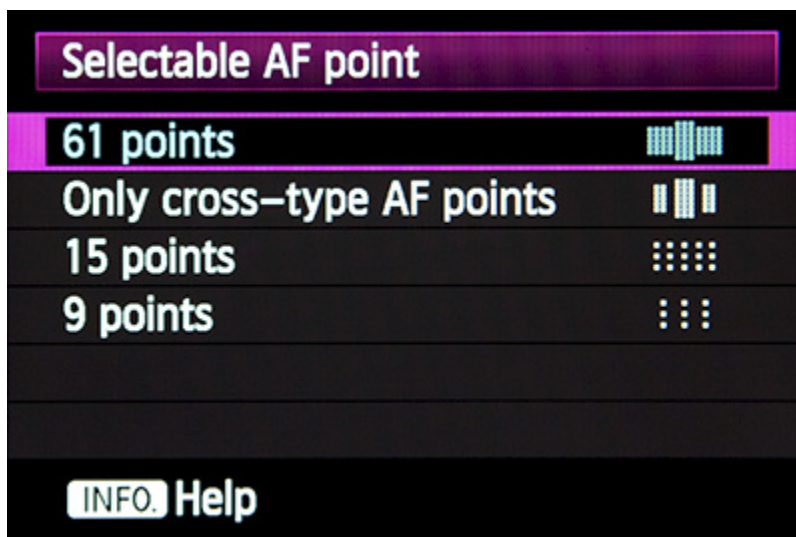 Selectable AF point
61 points
Only cross-type AF points
15 points
9 points
INFO. Help